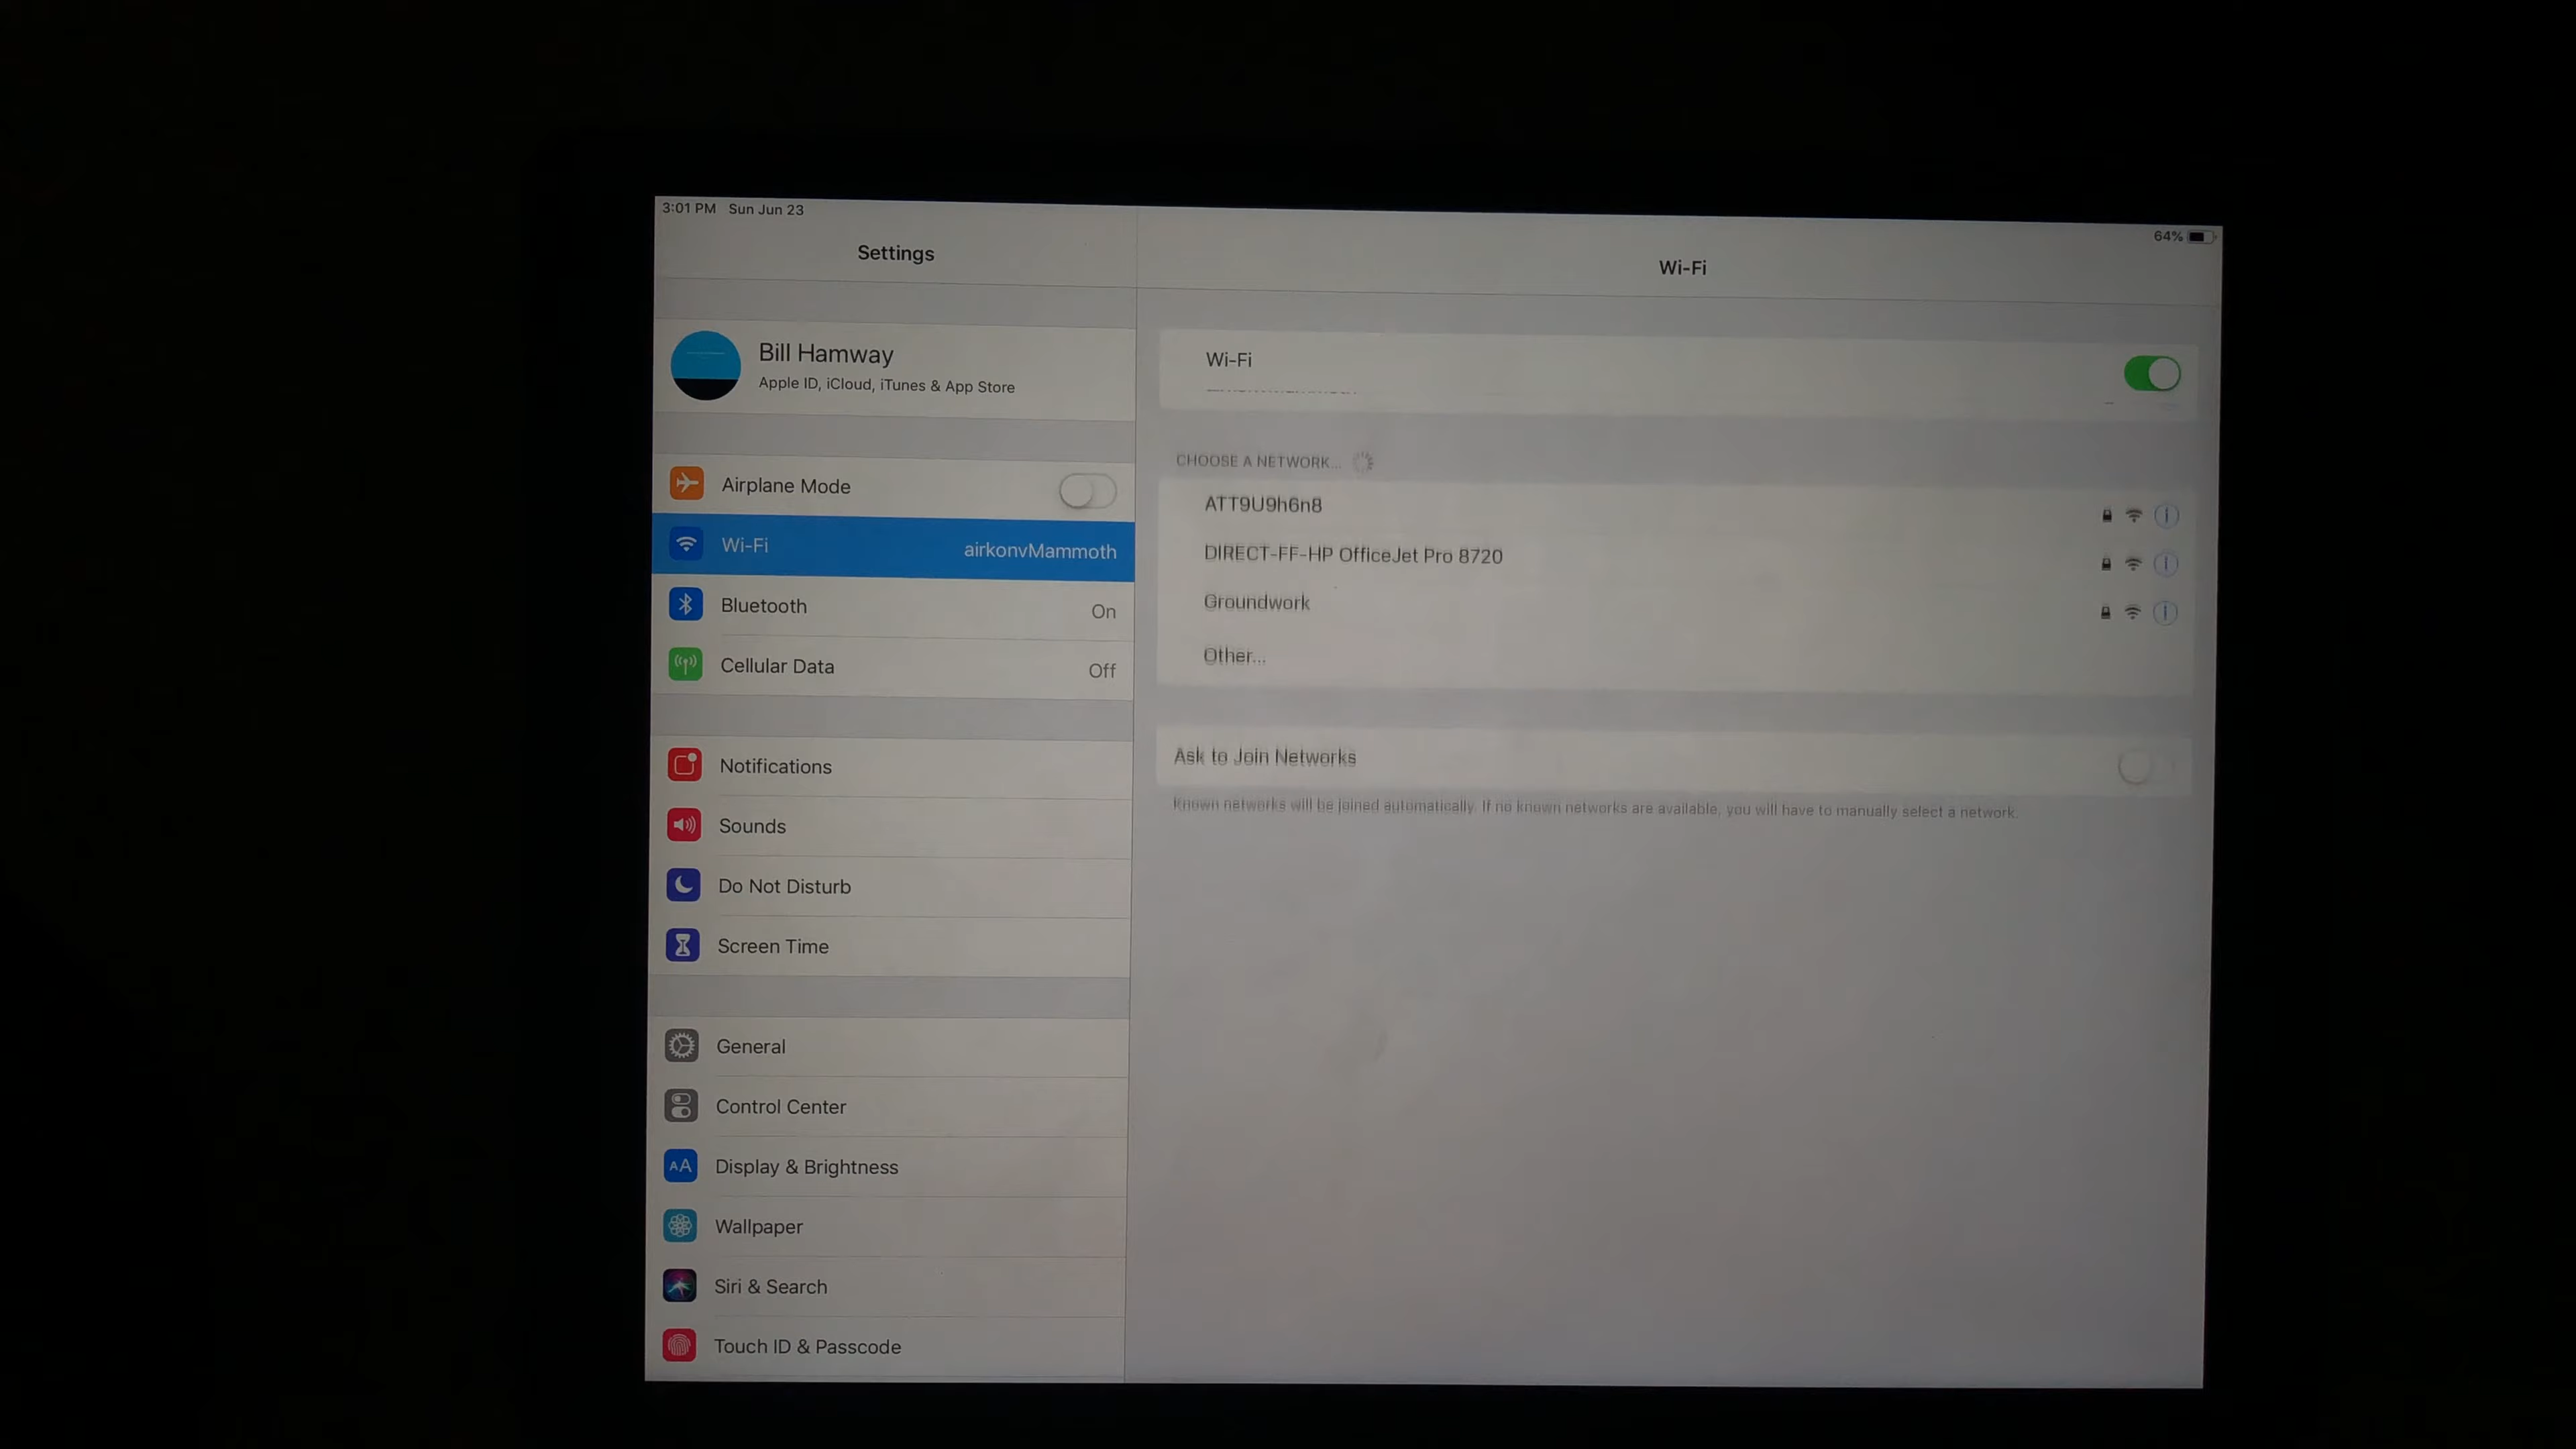 3:01 PM Sun Jun 23
64%
Settings
Bill Hamway
Apple ID, iCloud, iTunes & App Store
Airplane Mode
Wi-Fi airkonvMammoth
Bluetooth On
Cellular Data Off
Notifications
Sounds
Do Not Disturb
Screen Time
General
Control Center
AA Display & Brightness
Wallpaper
Siri & Search
Touch ID & Passcode
Wi-Fi
Wi-Fi
CHOOSE A NETWORK...
ATT9U9h6n8
DIRECT-FF-HP OfficeJet Pro 8720
Groundwork
Other...
Ask to Join Networks
Known networks will be joined automatically. If no known networks are available, you will have to manually select a network.